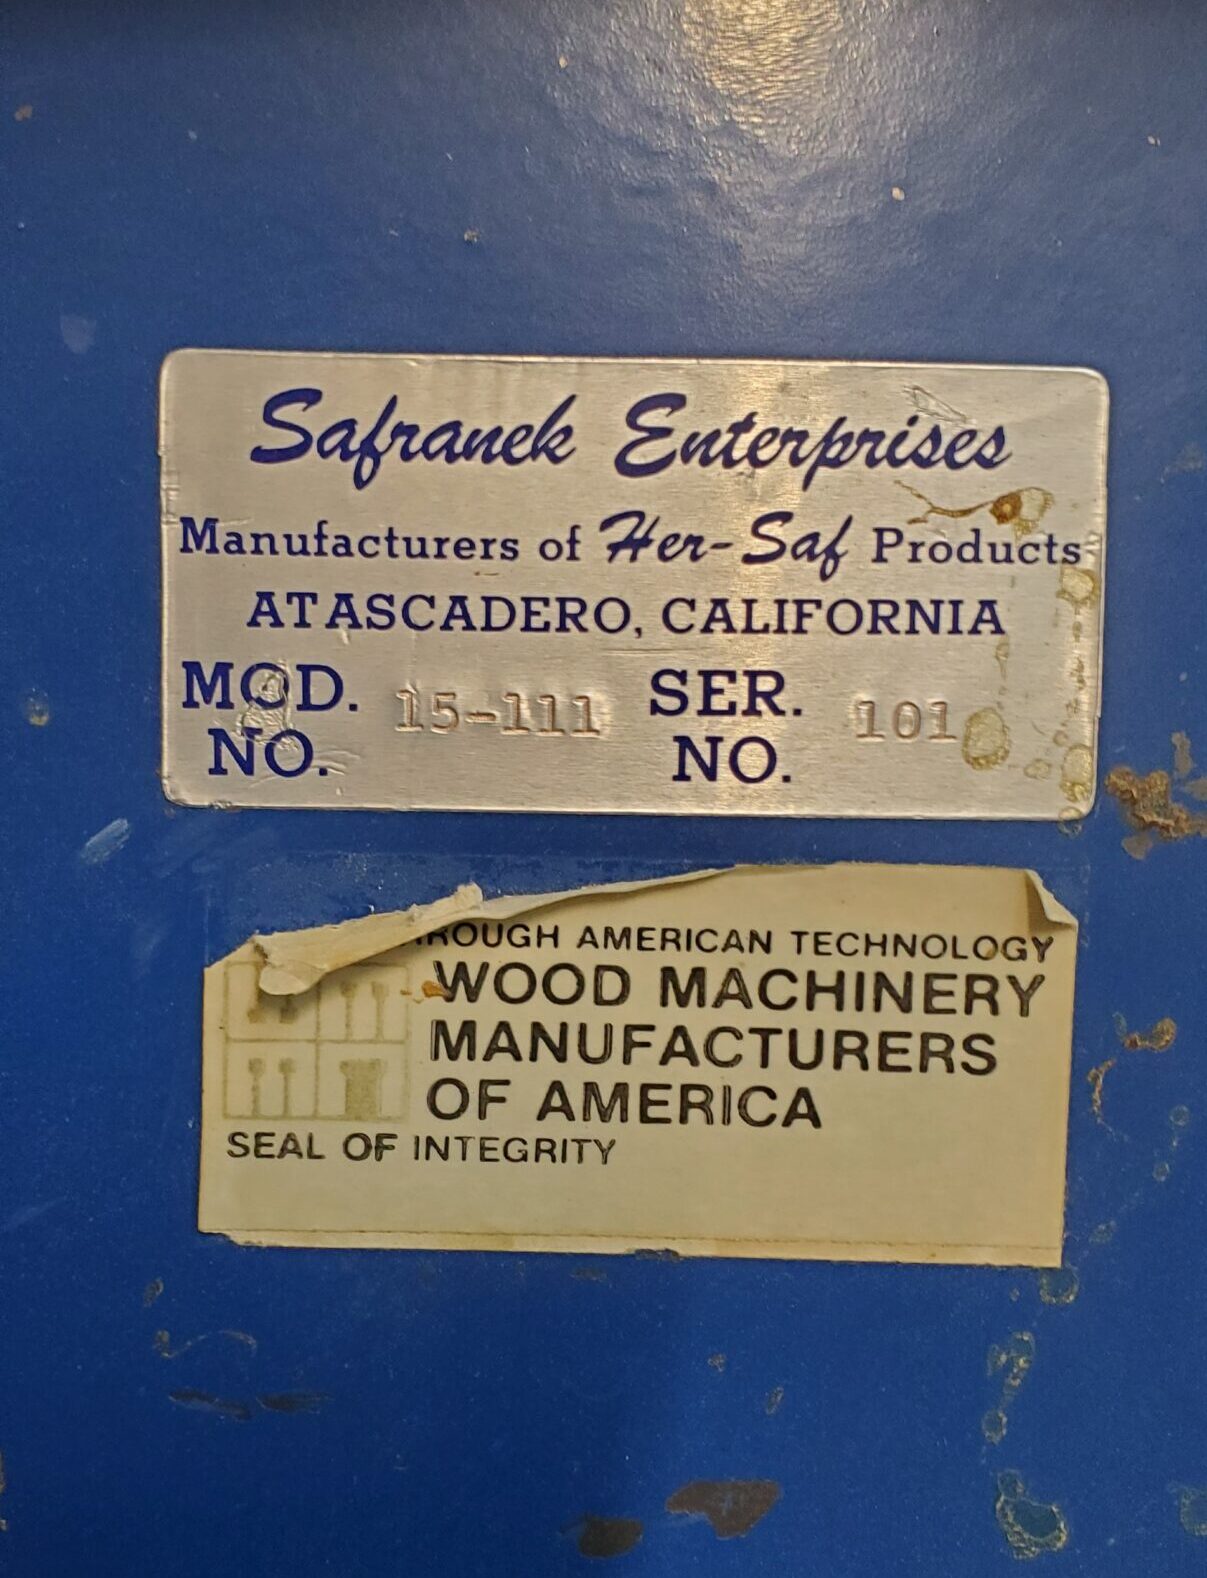 Safranek Enterprises
Manufacturers of Her-Saf Products
ATASCADERO, CALIFORNIA
MOD. NO. 15-111 SER. NO. 101
ROUGH AMERICAN TECHNOLOGY
WOOD MACHINERY
MANUFACTURERS
OF AMERICA
SEAL OF INTEGRITY